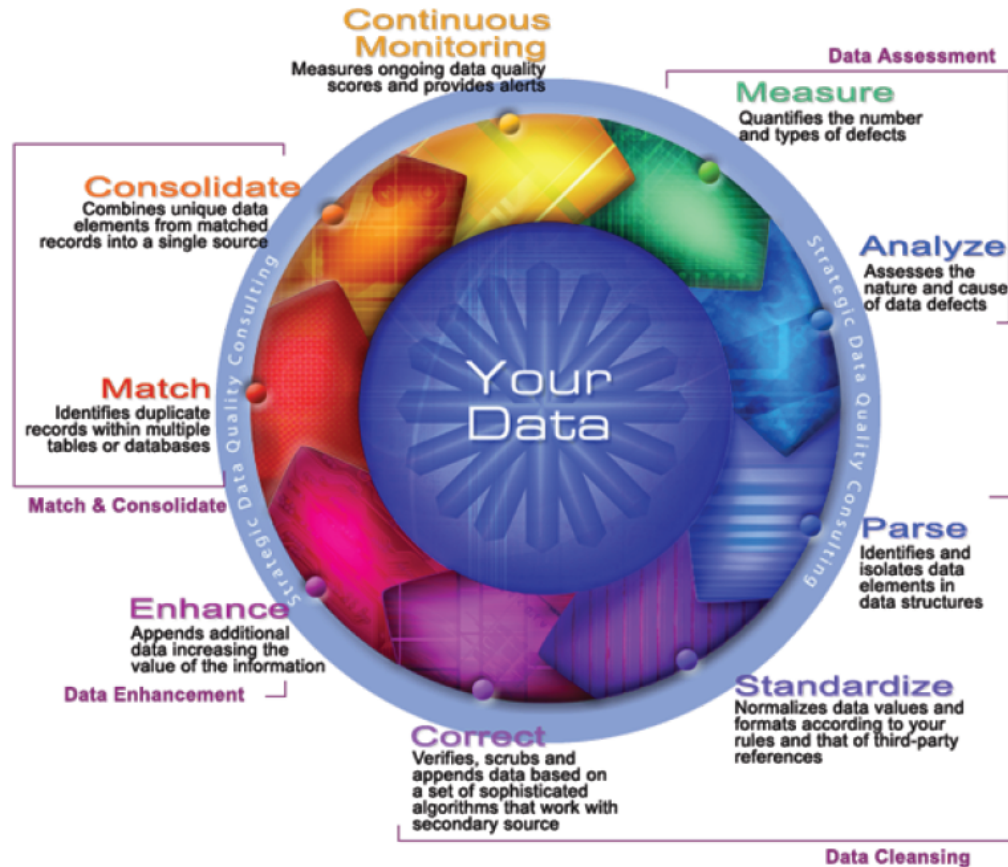 Continuous
Monitoring
Measures ongoing data quality
scores and provides alerts
Data Assessment
Measure
Quantifies the number
and types of defects
Analyze
Assesses the
nature and cause
of data defects
Parse
Identifies and
isolates data
elements in
data structures
Standardize
Normalizes data values and
formats according to your
rules and that of third-party
references
Data Cleansing
Correct
Verifies, scrubs and
appends data based on
a set of sophisticated
algorithms that work with
secondary source
Enhance
Appends additional
data increasing the
value of the information
Data Enhancement
Match
Identifies duplicate
records within multiple
tables or databases
Match & Consolidate
Consolidate
Combines unique data
elements from matched
records into a single source
Strategic Data Quality Consulting
Strategic Data Quality Consulting
Your
Data